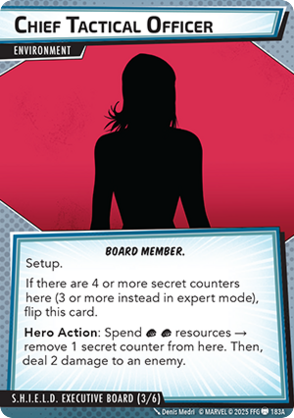 Chief Tactical Officer
ENVIRONMENT
BOARD MEMBER.
Setup.
If there are 4 or more secret counters
here (3 or more instead in expert mode),
flip this card.
Hero Action: Spend resources →
remove 1 secret counter from here. Then,
deal 2 damage to an enemy.
S.H.I.E.L.D. EXECUTIVE BOARD (3/6)
Denis Medri © MARVEL © 2025 FFG 183A